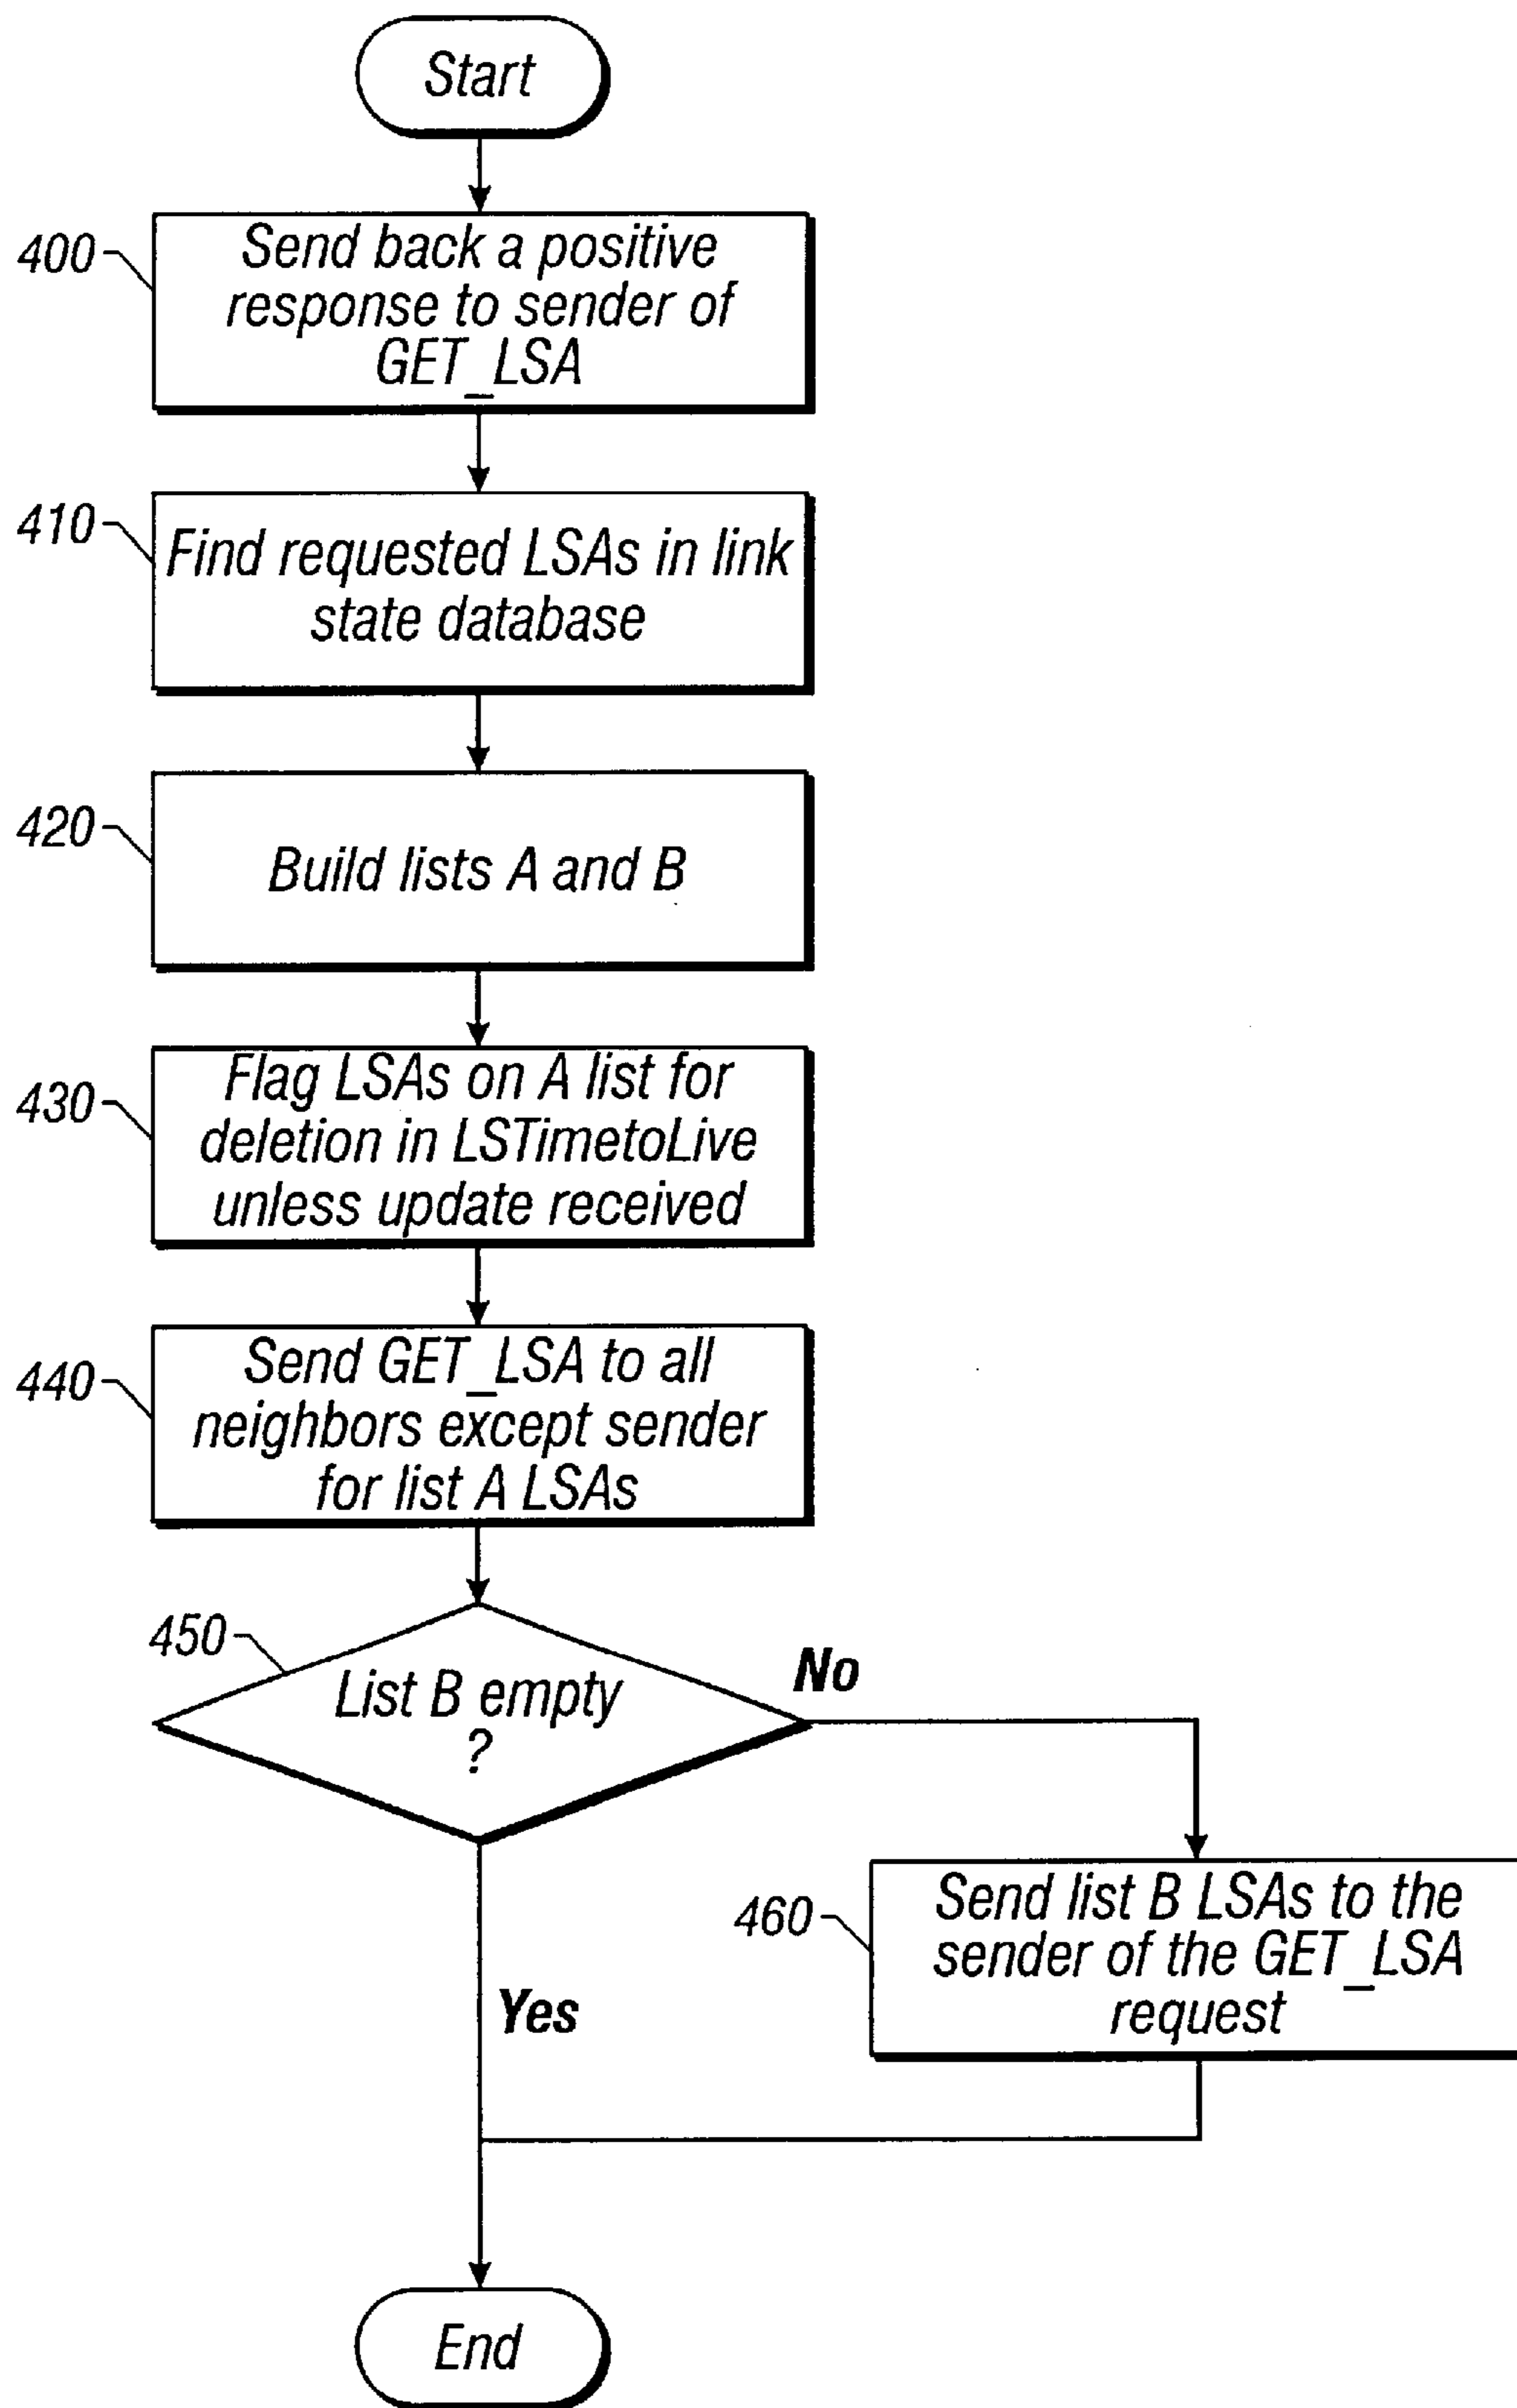 Start
400
Send back a positive
response to sender of
GET_LSA
410
Find requested LSAs in link
state database
420
Build lists A and B
430
Flag LSAs on A list for
deletion in LSTimetoLive
unless update received
440
Send GET_LSA to all
neighbors except sender
for list A LSAs
450
List B empty
?
No
460
Send list B LSAs to the
sender of the GET_LSA
request
Yes
End